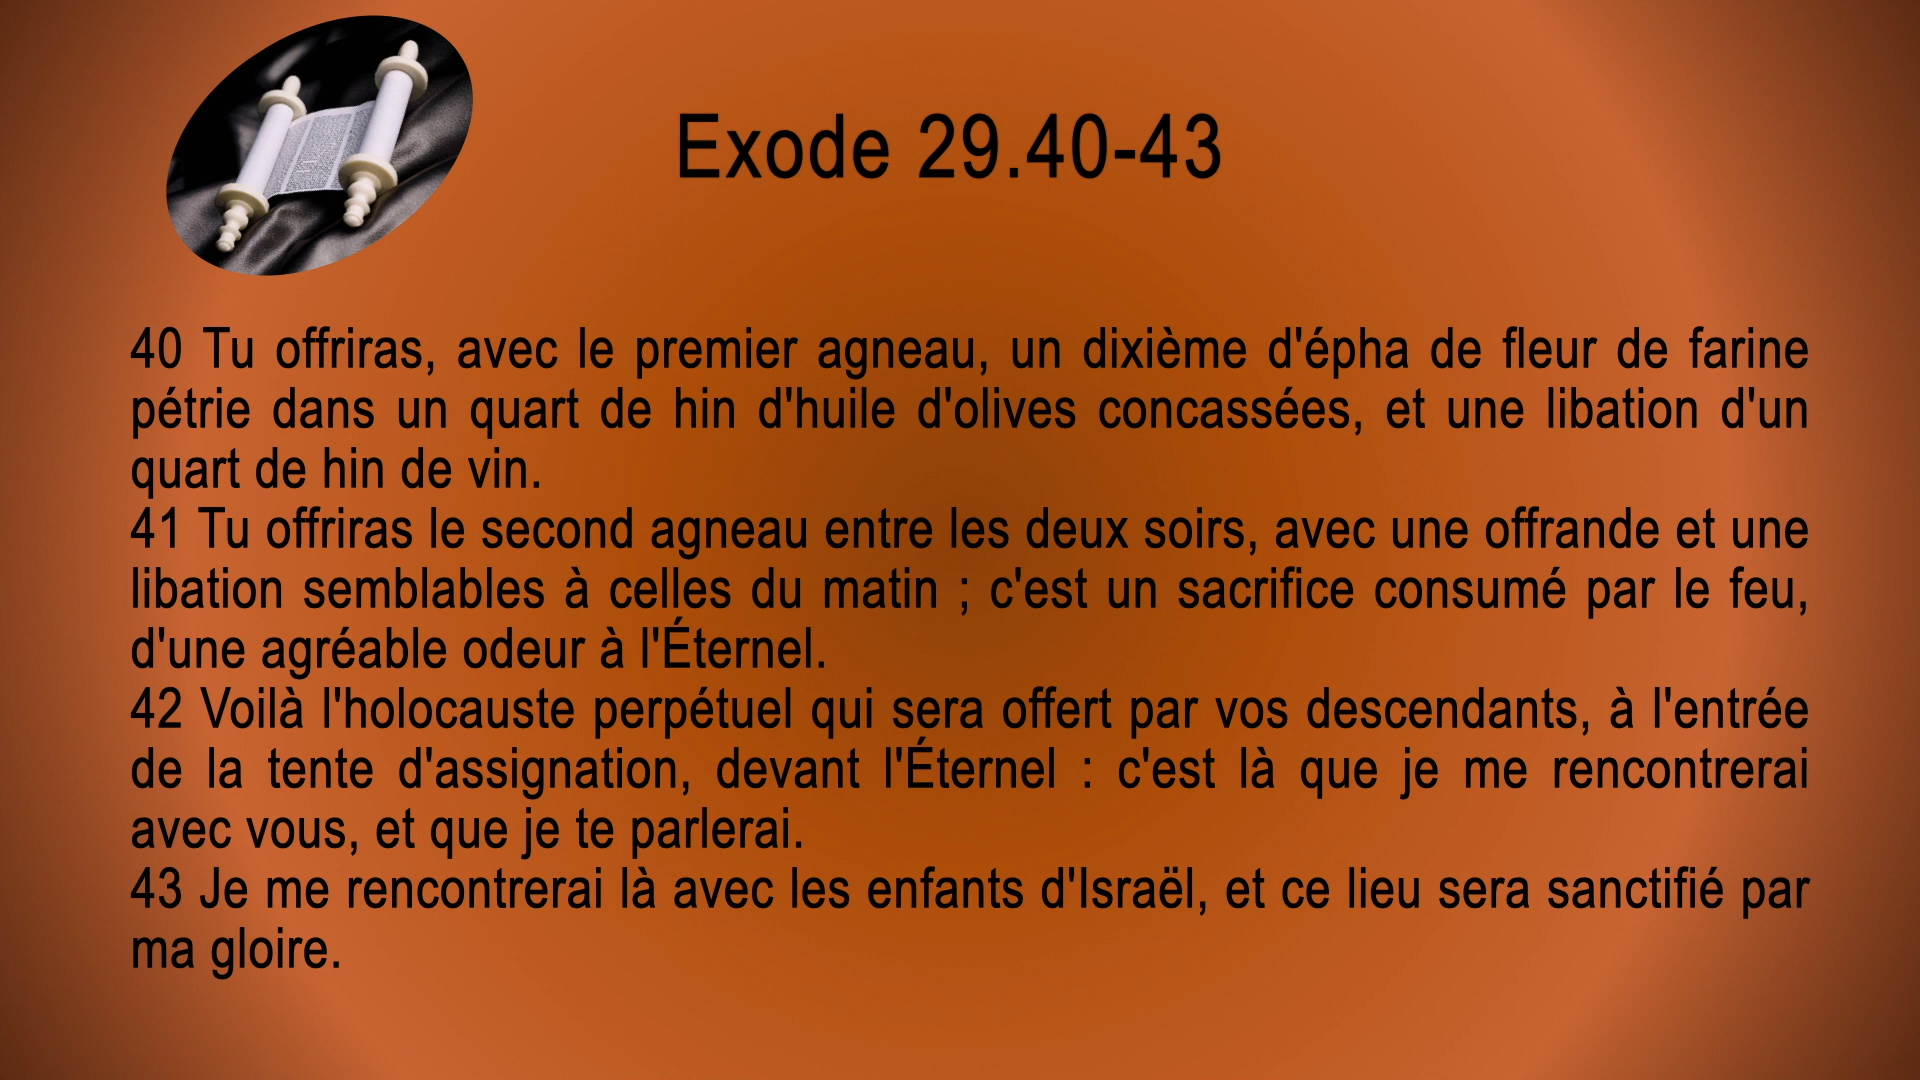 Exode 29.40-43
40 Tu offriras, avec le premier agneau, un dixième d'épha de fleur de farine
pétrie dans un quart de hin d'huile d'olives concassées, et une libation d'un
quart de hin de vin.
41 Tu offriras le second agneau entre les deux soirs, avec une offrande et une
libation semblables à celles du matin ; c'est un sacrifice consumé par le feu,
d'une agréable odeur à l'Éternel.
42 Voilà l'holocauste perpétuel qui sera offert par vos descendants, à l'entrée
de la tente d'assignation, devant l'Éternel : c'est là que je me rencontrerai
avec vous, et que je te parlerai.
43 Je me rencontrerai là avec les enfants d'Israël, et ce lieu sera sanctifié par
ma gloire.